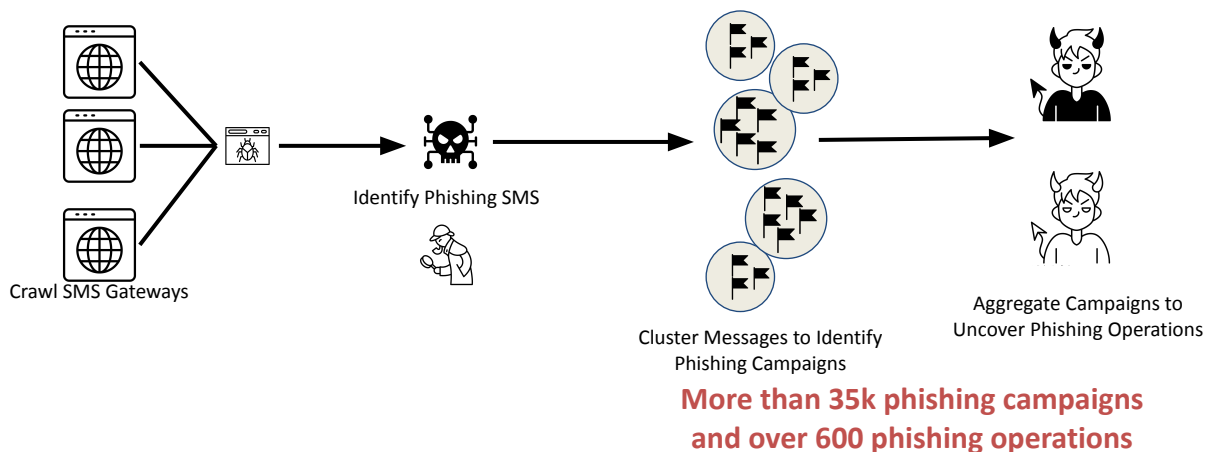 Crawl SMS Gateways
Identify Phishing SMS
Cluster Messages to Identify
Phishing Campaigns
Aggregate Campaigns to
Uncover Phishing Operations
More than 35k phishing campaigns
and over 600 phishing operations